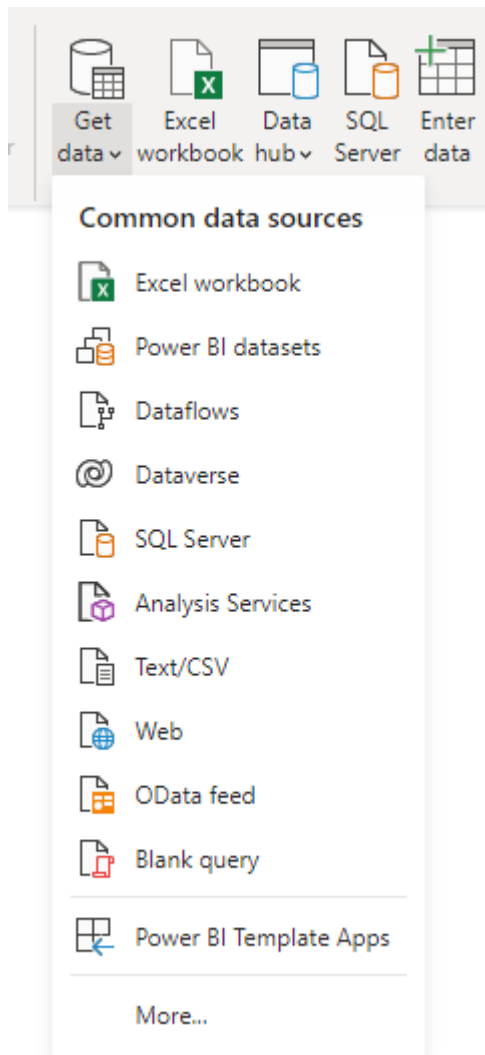 Get
data
Excel
workbook
Data
hub
SQL
Server
Enter
data
Common data sources
Excel workbook
Power BI datasets
Dataflows
Dataverse
SQL Server
Analysis Services
Text/CSV
Web
OData feed
Blank query
Power BI Template Apps
More...